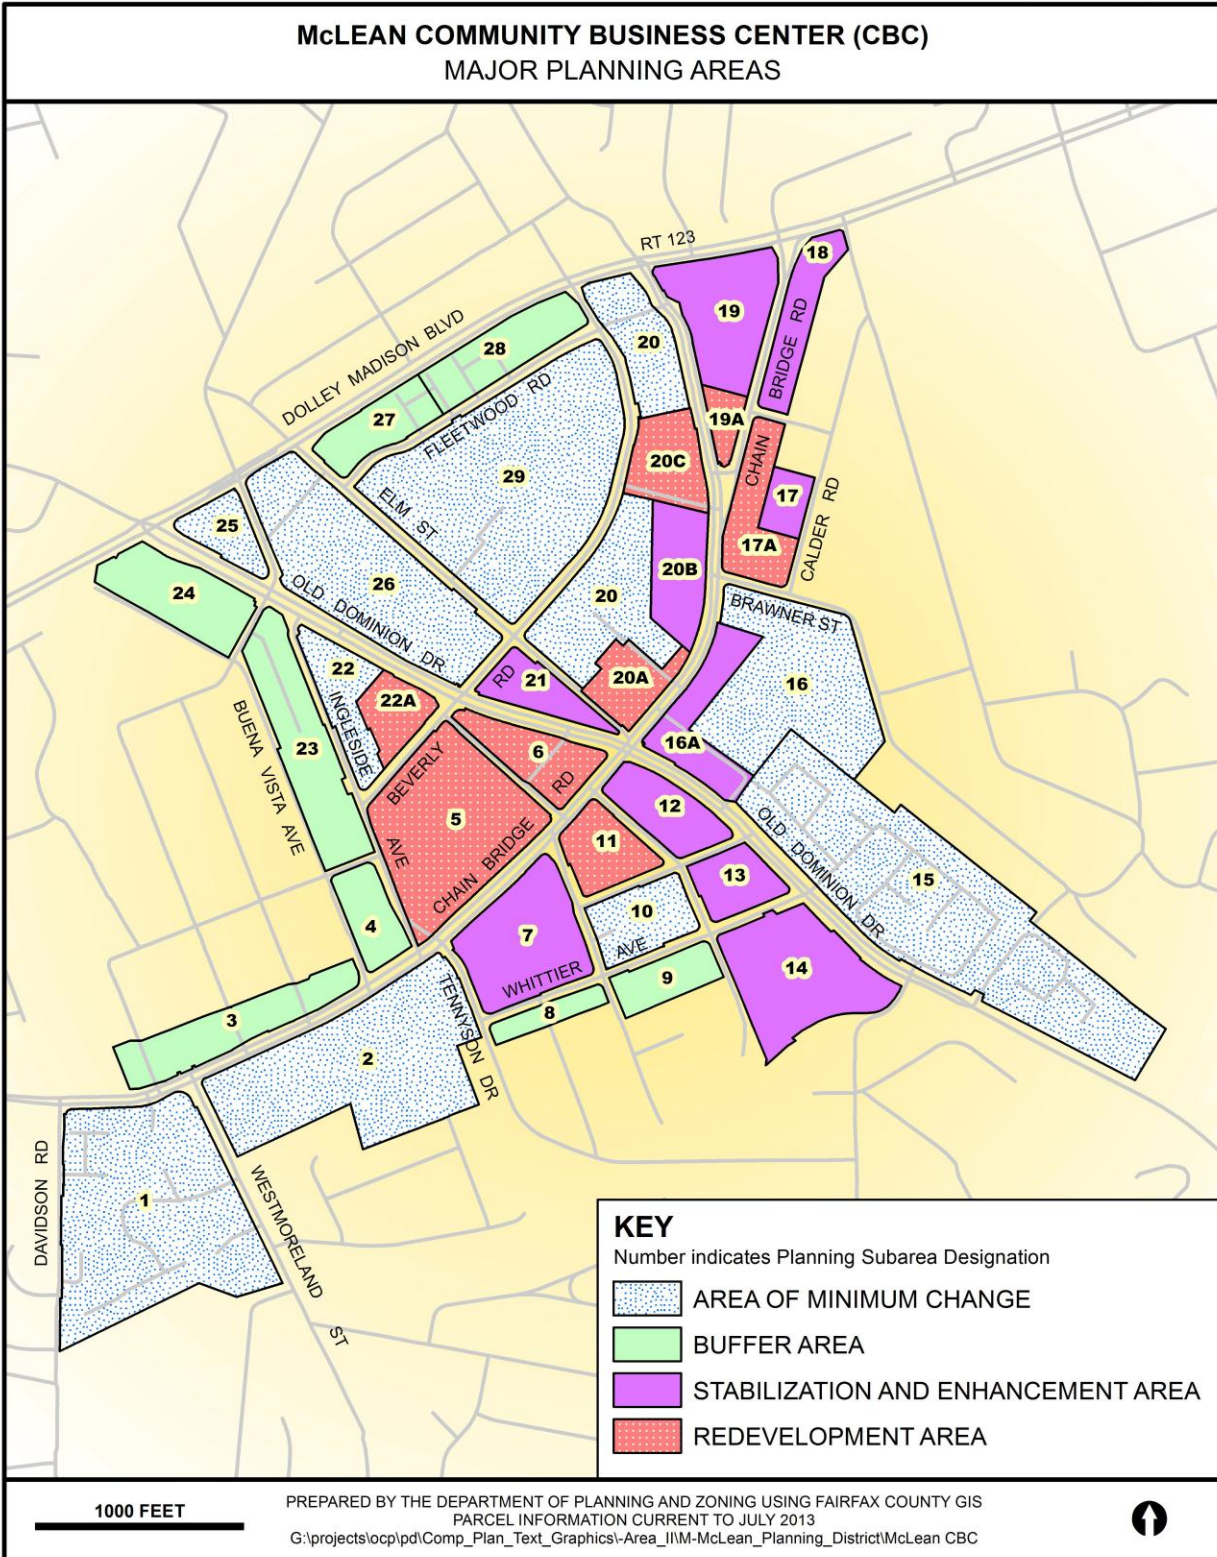 McLEAN COMMUNITY BUSINESS CENTER (CBC)
MAJOR PLANNING AREAS
RT 123
18
19
BRIDGE RD
20
DOLLEY MADISON BLVD
28
27
FLEETWOOD RD
19A
20C
CHAIN
29
17
CALDER RD
ELM ST
25
17A
26
20B
24
OLD DOMINION DR
20
BRAWNER ST
22
21
RD
20A
16
22A
INGLESIDE
BUENA VISTA AVE
23
16A
6
BEVERLY
RD
12
5
11
OLD DOMINION DR
AVE
CHAIN BRIDGE
13
15
10
4
7
AVE
14
WHITTIER
9
TENNYSON DR
8
3
2
DAVIDSON RD
1
WESTMORELAND ST
KEY
Number indicates Planning Subarea Designation
AREA OF MINIMUM CHANGE
BUFFER AREA
STABILIZATION AND ENHANCEMENT AREA
REDEVELOPMENT AREA
1000 FEET
PREPARED BY THE DEPARTMENT OF PLANNING AND ZONING USING FAIRFAX COUNTY GIS
PARCEL INFORMATION CURRENT TO JULY 2013
G:\projects\ocp\pd\Comp_Plan_Text_Graphics\-Area_II\M-McLean_Planning_District\McLean CBC